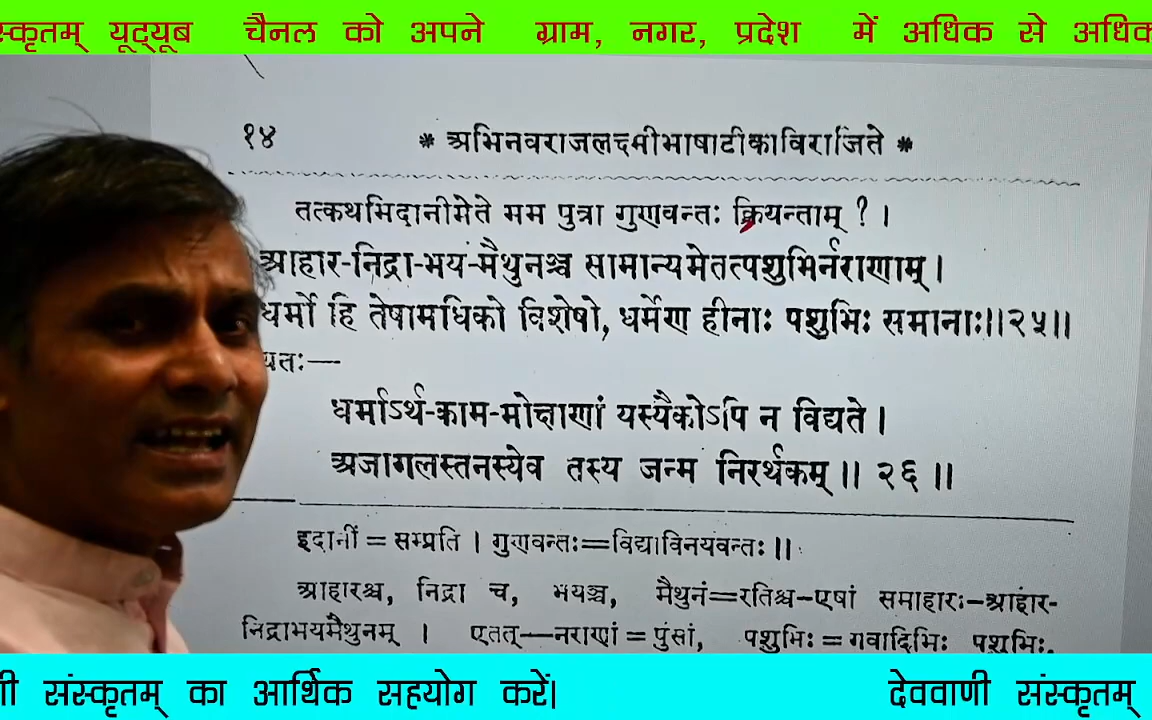 स्कृतम् यूट्यूब चैनल को अपने ग्राम, नगर, प्रदेश में अधिक से अधिक
१४ * अभिनवराजलक्ष्मीभाषाटीकाविराजिते *
तत्कथमिदानीमेते मम पुत्रा गुणवन्तः क्रियन्ताम् ? ।
आहार-निद्रा-भयं-मैथुनञ्च सामान्यमेतत्पशुभिर्नराणाम् ।
धर्मो हि तेषामधिको विशेषो, धर्मेण हीनाः पशुभिः समानाः॥२५॥
यतः—
धर्माऽर्थ-काम-मोक्षाणां यस्यैकोऽपि न विद्यते ।
अजागलस्तनस्येव तस्य जन्म निरर्थकम् ॥ २६ ॥
इदानीं = सम्प्रति । गुणवन्तः=विद्याविनयवन्तः ॥
आहारश्च, निद्रा च, भयञ्च, मैथुनं=रतिश्च-एषां समाहारः-आहार-
निद्राभयमैथुनम् । एतत्—नराणां = पुंसां, पशुभिः = गवादिभिः पशुभिः,
णी संस्कृतम् का आर्थिक सहयोग करें। देववाणी संस्कृतम्